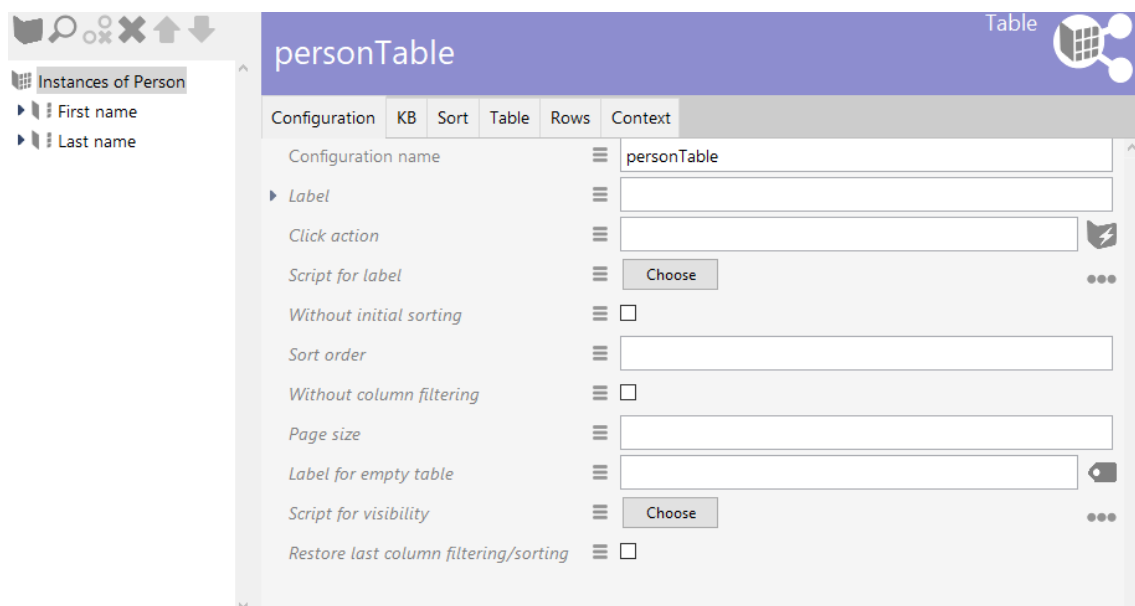 Table
personTable
Instances of Person
First name
Last name
Configuration KB Sort Table Rows Context
Configuration name personTable
Label
Click action
Script for label Choose
Without initial sorting
Sort order
Without column filtering
Page size
Label for empty table
Script for visibility Choose
Restore last column filtering/sorting